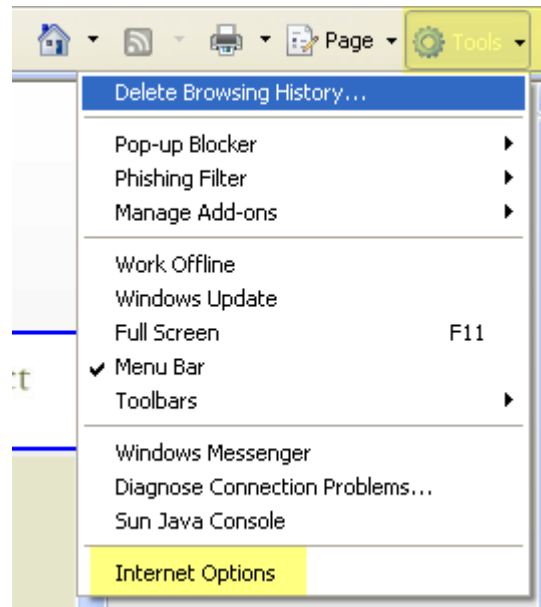 Page Tools
Delete Browsing History...
Pop-up Blocker
Phishing Filter
Manage Add-ons
Work Offline
Windows Update
Full Screen F11
Menu Bar
Toolbars
Windows Messenger
Diagnose Connection Problems...
Sun Java Console
Internet Options